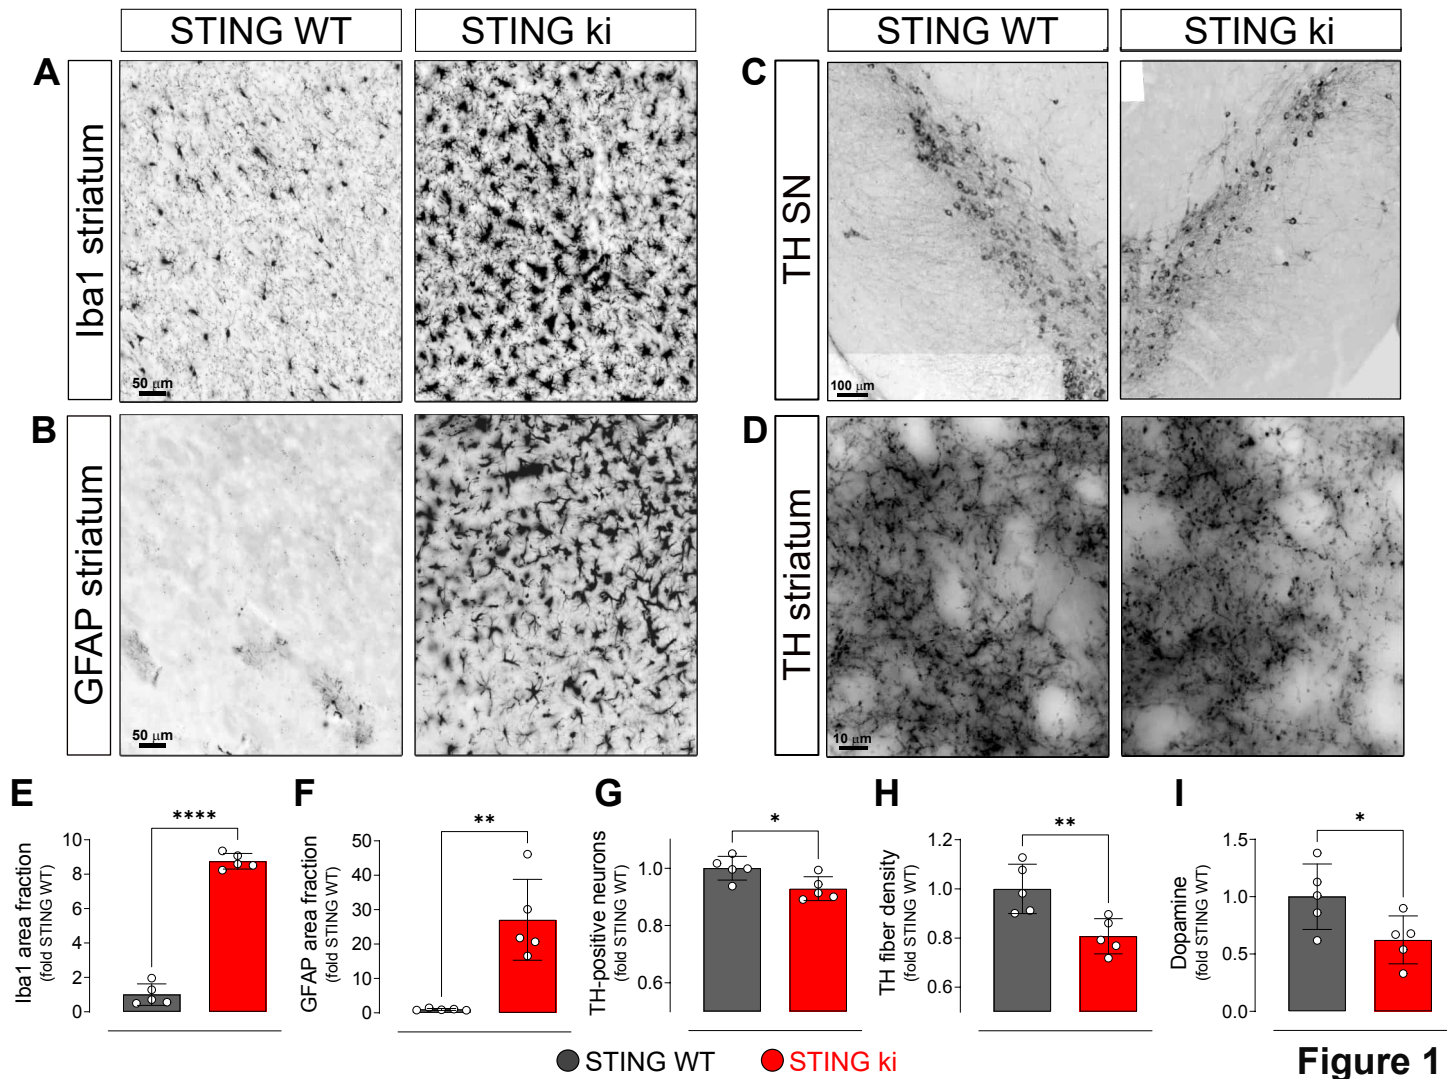 STING WT
STING ki
STING WT
STING ki
A
Iba1 striatum
50 μm
C
TH SN
100 μm
B
GFAP striatum
50 μm
D
TH striatum
10 μm
E
Iba1 area fraction
(fold STING WT)
10
8
6
4
2
0
****
F
GFAP area fraction
(fold STING WT)
50
40
30
20
10
0
**
G
TH-positive neurons
(fold STING WT)
1.0
0.8
0.6
*
H
TH fiber density
(fold STING WT)
1.2
1.0
0.8
0.6
**
I
Dopamine
(fold STING WT)
1.5
1.0
0.5
0.0
*
STING WT
STING ki
Figure 1